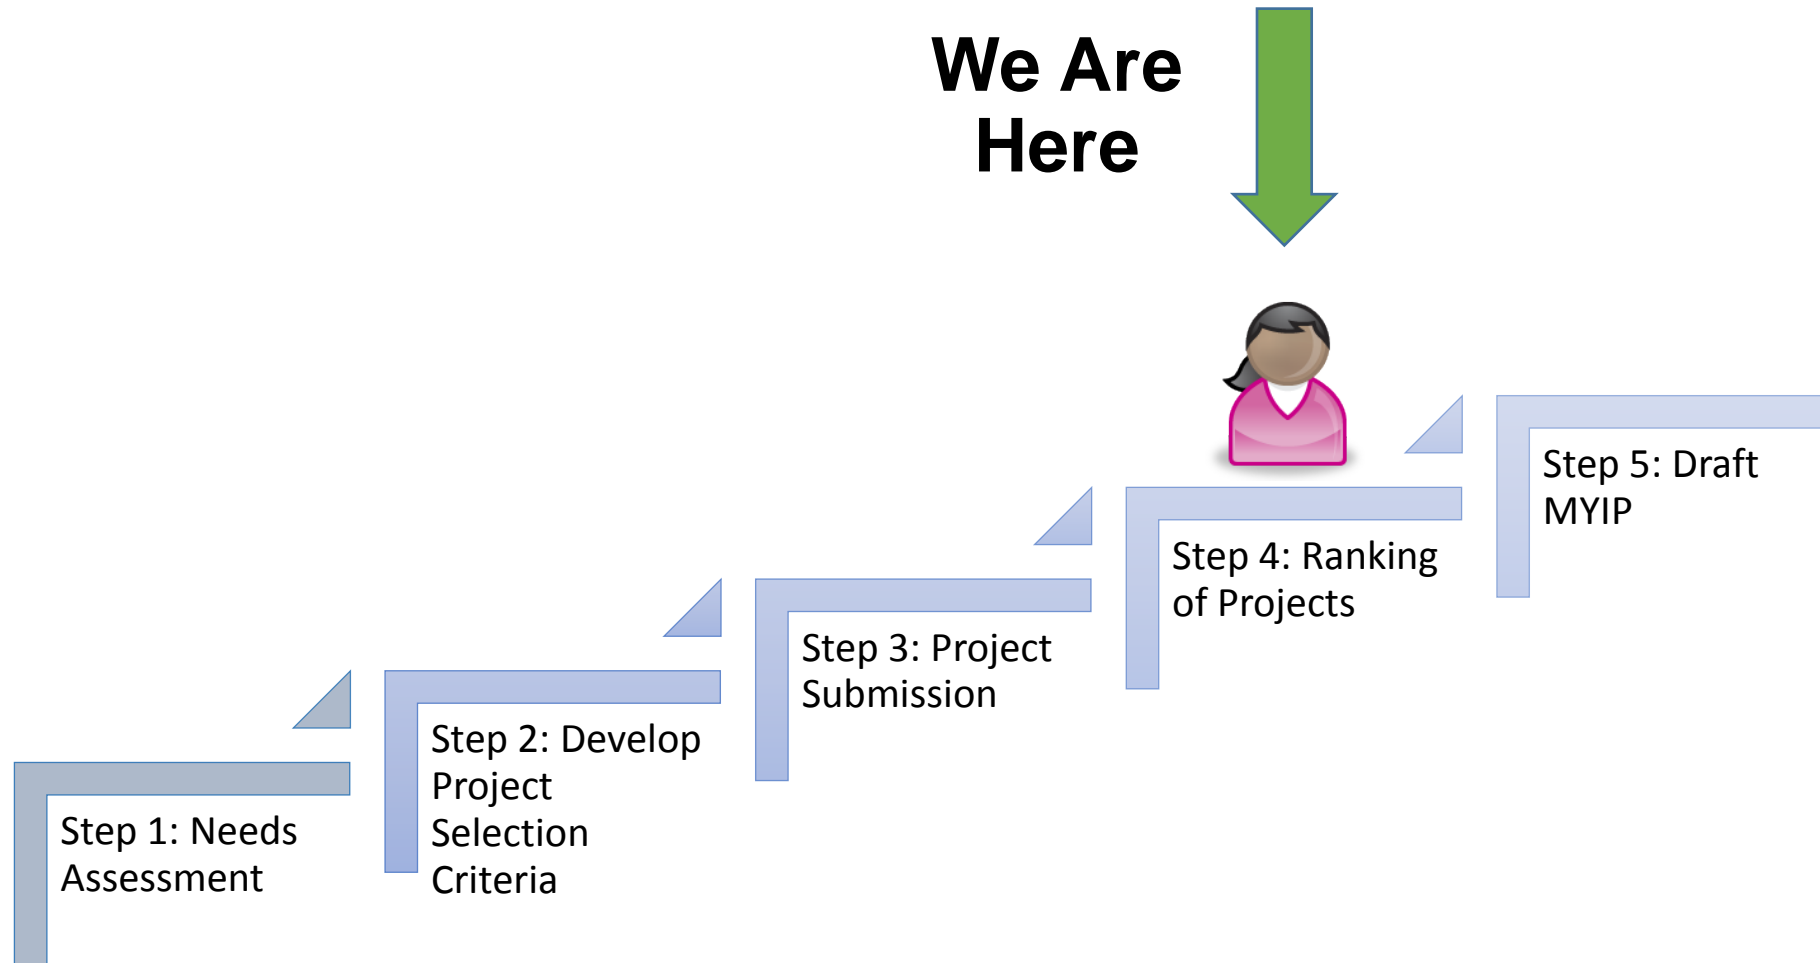 We Are
Here
Step 1: Needs
Assessment
Step 2: Develop
Project
Selection
Criteria
Step 3: Project
Submission
Step 4: Ranking
of Projects
Step 5: Draft
MYIP